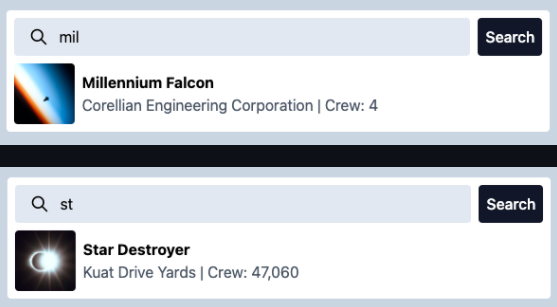 mil Search
Millennium Falcon
Corellian Engineering Corporation | Crew: 4
st Search
Star Destroyer
Kuat Drive Yards | Crew: 47,060